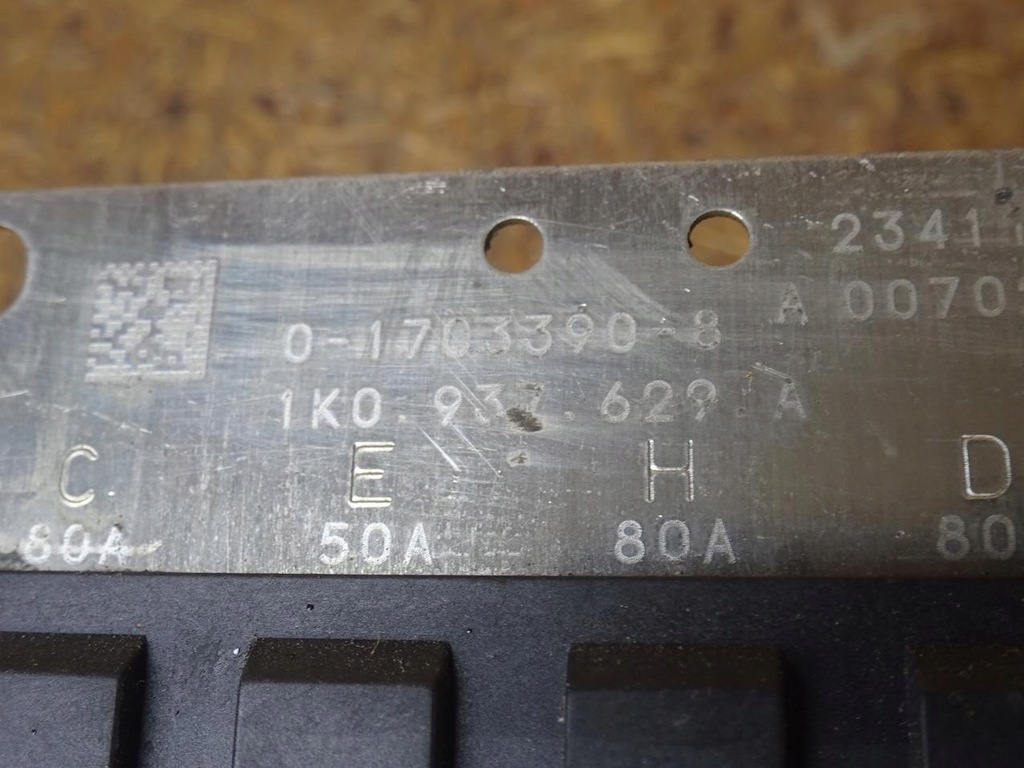 2341
A 0070
0-1703390-8
1K0.937.629 A
C E H D
80A 50A 80A 80